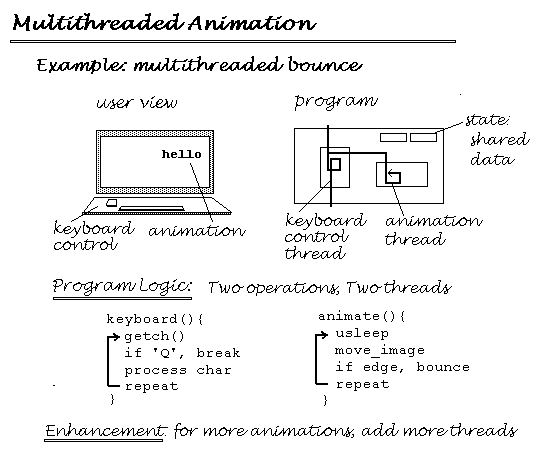 Multithreaded Animation
Example: multithreaded bounce
user view
program
state:
shared
data
hello
keyboard
control
animation
keyboard
control
thread
animation
thread
Program Logic: Two operations, Two threads
keyboard(){
getch()
if 'Q', break
process char
repeat
}
animate(){
usleep
move_image
if edge, bounce
repeat
}
Enhancement: for more animations, add more threads